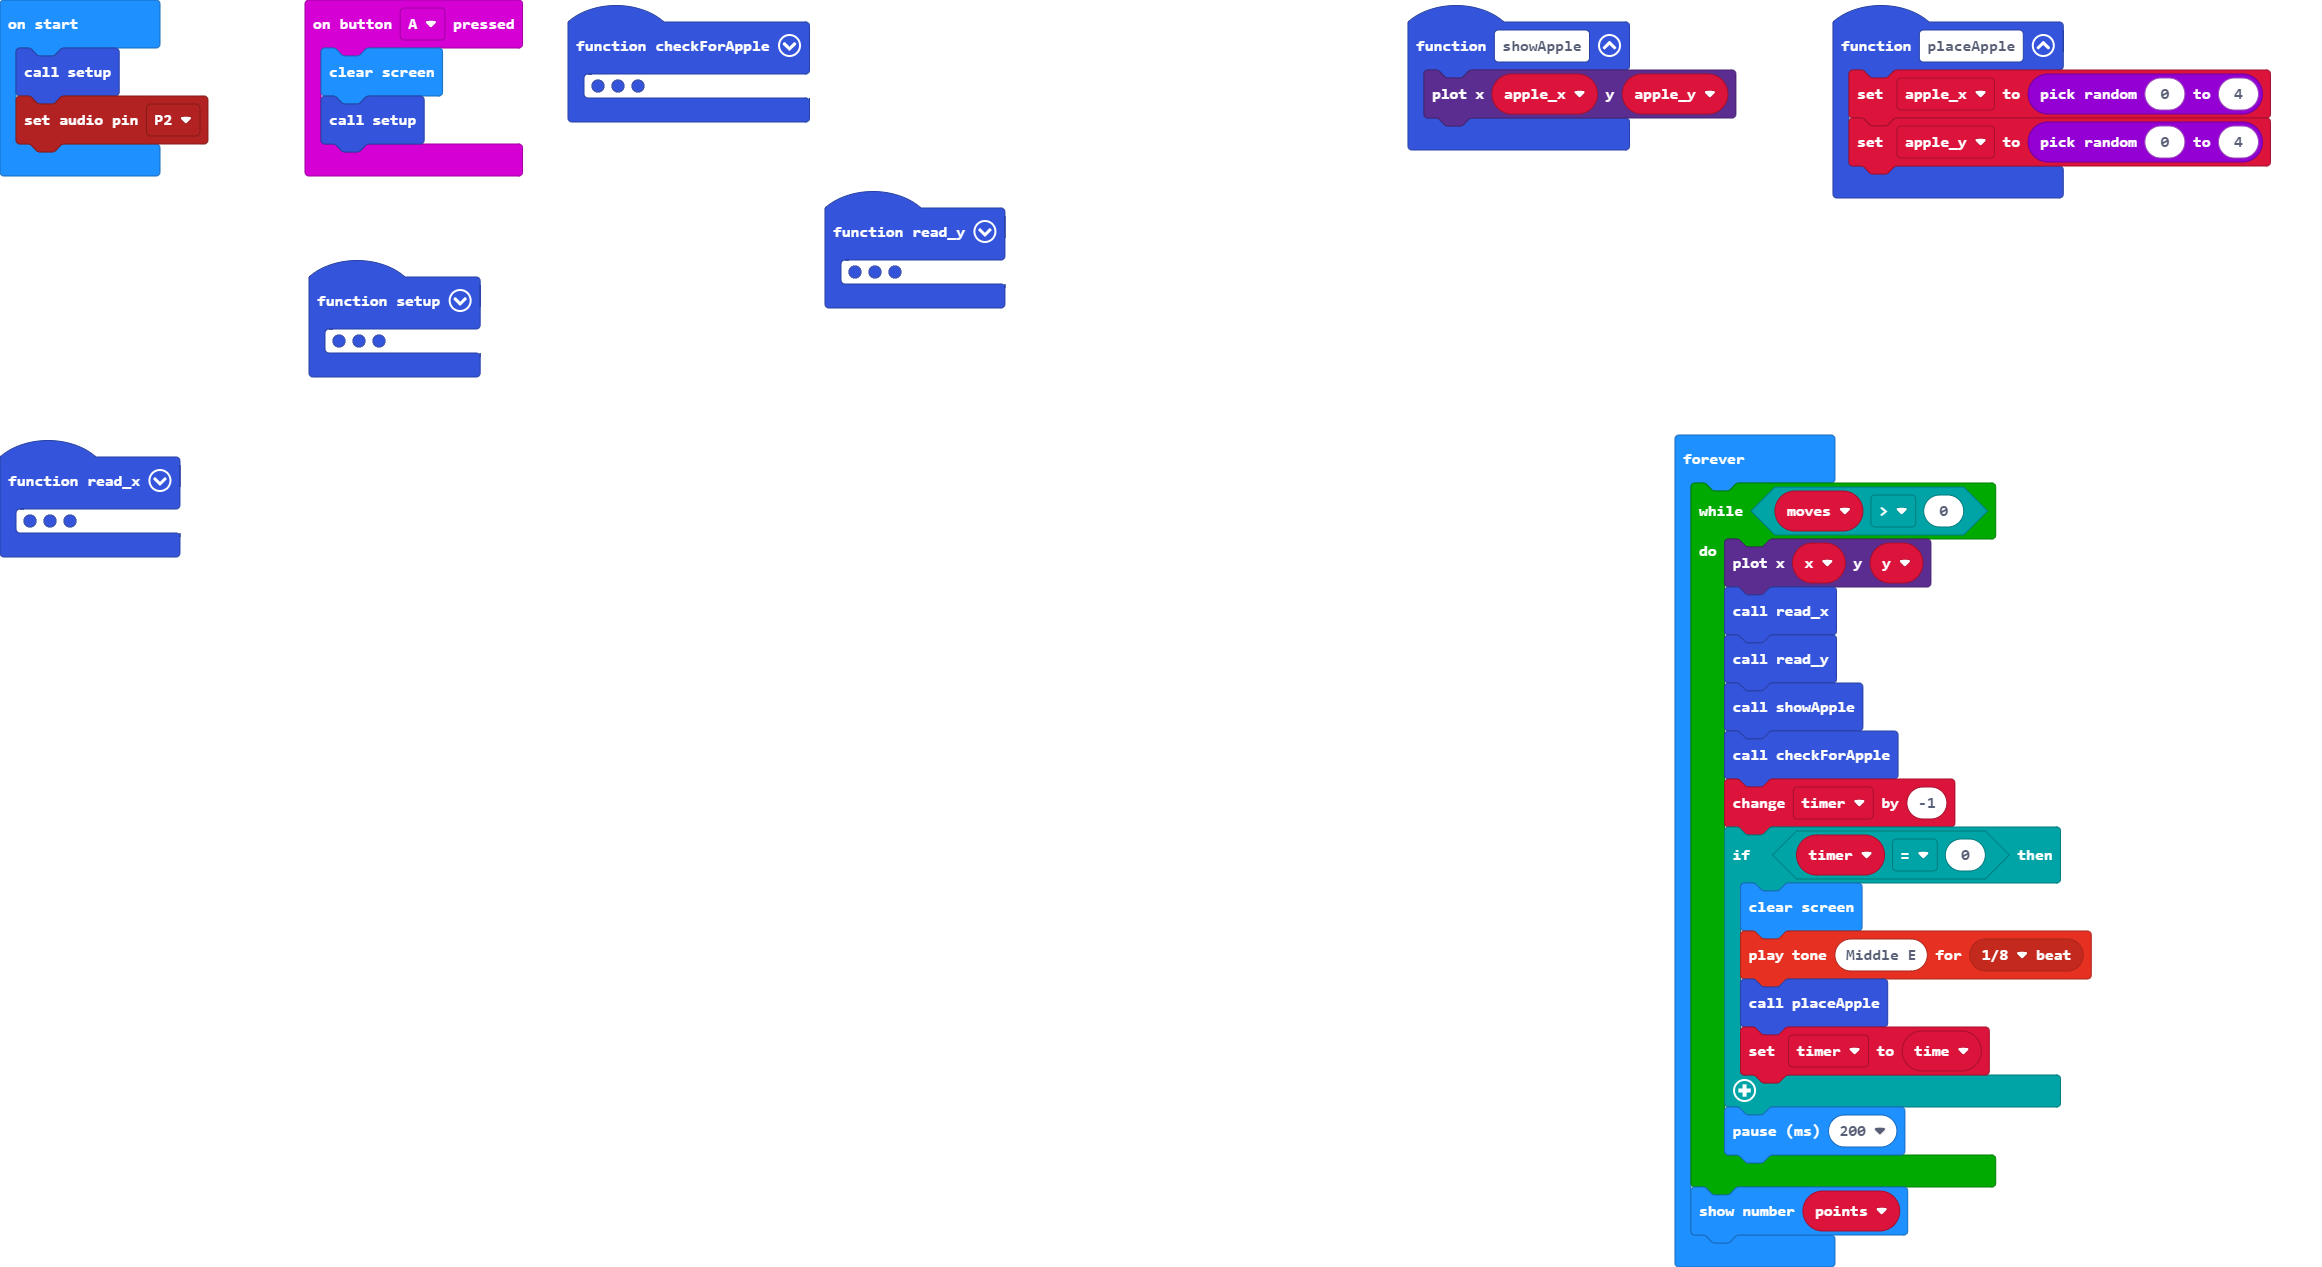 on start
call setup
set audio pin P2
on button A pressed
clear screen
call setup
function checkForApple
function read_y
function setup
function read_x
function showApple
plot x apple_x y apple_y
function placeApple
set apple_x to pick random 0 to 4
set apple_y to pick random 0 to 4
forever
while moves > 0
do
plot x x y y
call read_x
call read_y
call showApple
call checkForApple
change timer by -1
if timer = 0 then
clear screen
play tone Middle E for 1/8 beat
call placeApple
set timer to time
pause (ms) 200
show number points